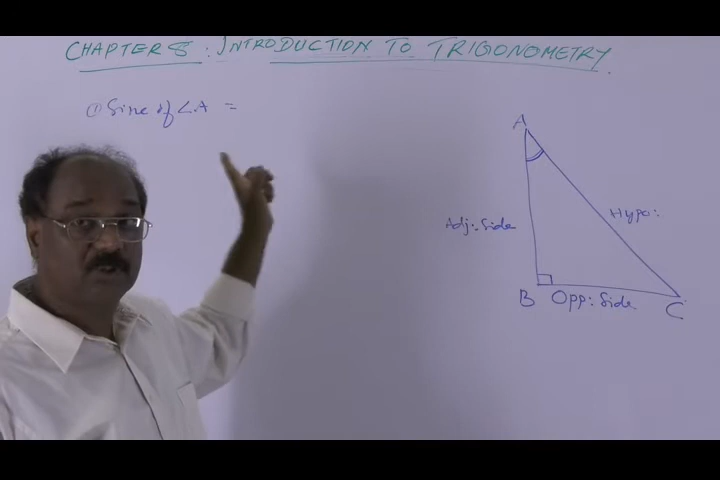 CHAPTER 8 : INTRODUCTION TO TRIGONOMETRY.
① Sine of ∠A =
A
Adj: Side
Hypo:
B Opp: Side C